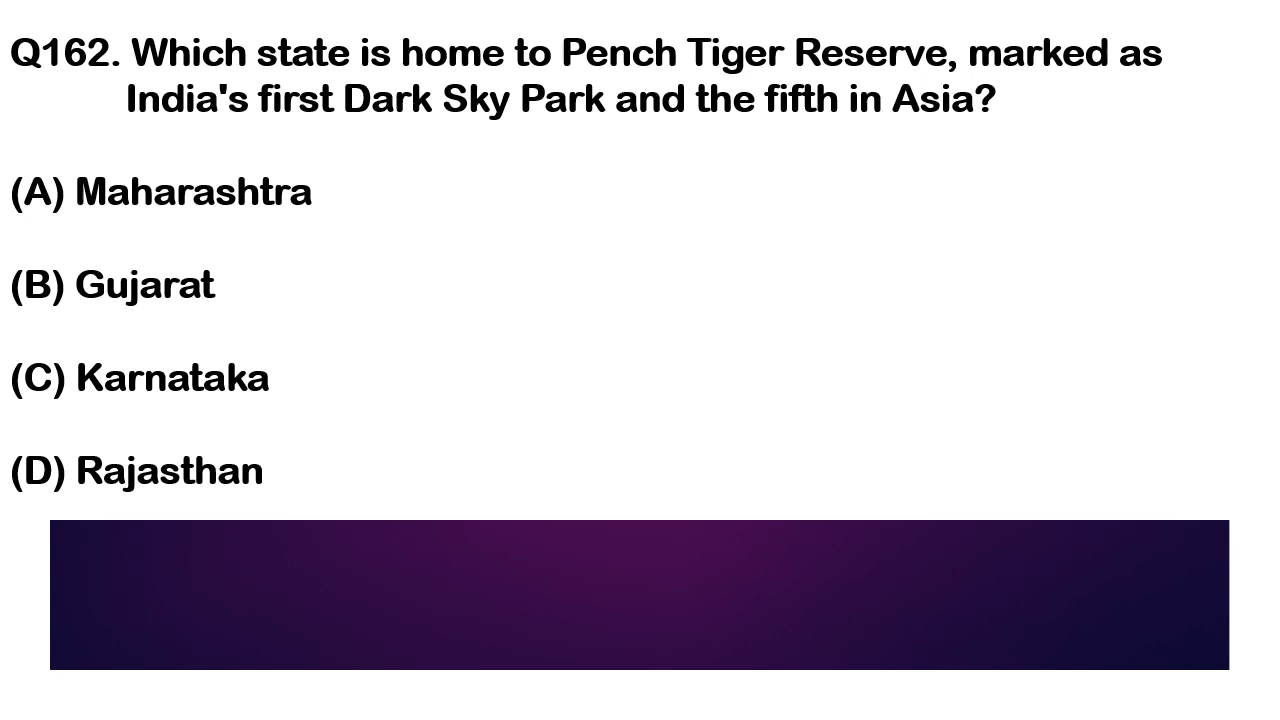 Q162. Which state is home to Pench Tiger Reserve, marked as
India's first Dark Sky Park and the fifth in Asia?
(A) Maharashtra
(B) Gujarat
(C) Karnataka
(D) Rajasthan